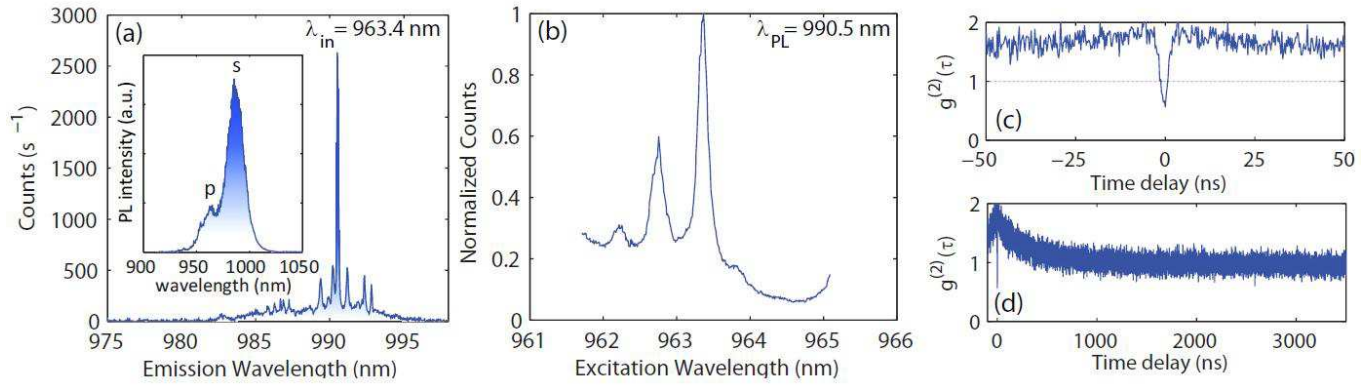 (a)
λin = 963.4 nm
Counts (s -1)
3000
2500
2000
1500
1000
500
0
975
980
985
990
995
Emission Wavelength (nm)
PL intensity (a.u.)
s
p
900
950
1000
1050
wavelength (nm)
(b)
λPL = 990.5 nm
Normalized Counts
1
0.8
0.6
0.4
0.2
0
961
962
963
964
965
966
Excitation Wavelength (nm)
g(2)(τ)
2
1
0
(c)
−50
−25
0
25
50
Time delay (ns)
g(2)(τ)
2
1
0
(d)
0
1000
2000
3000
Time delay (ns)